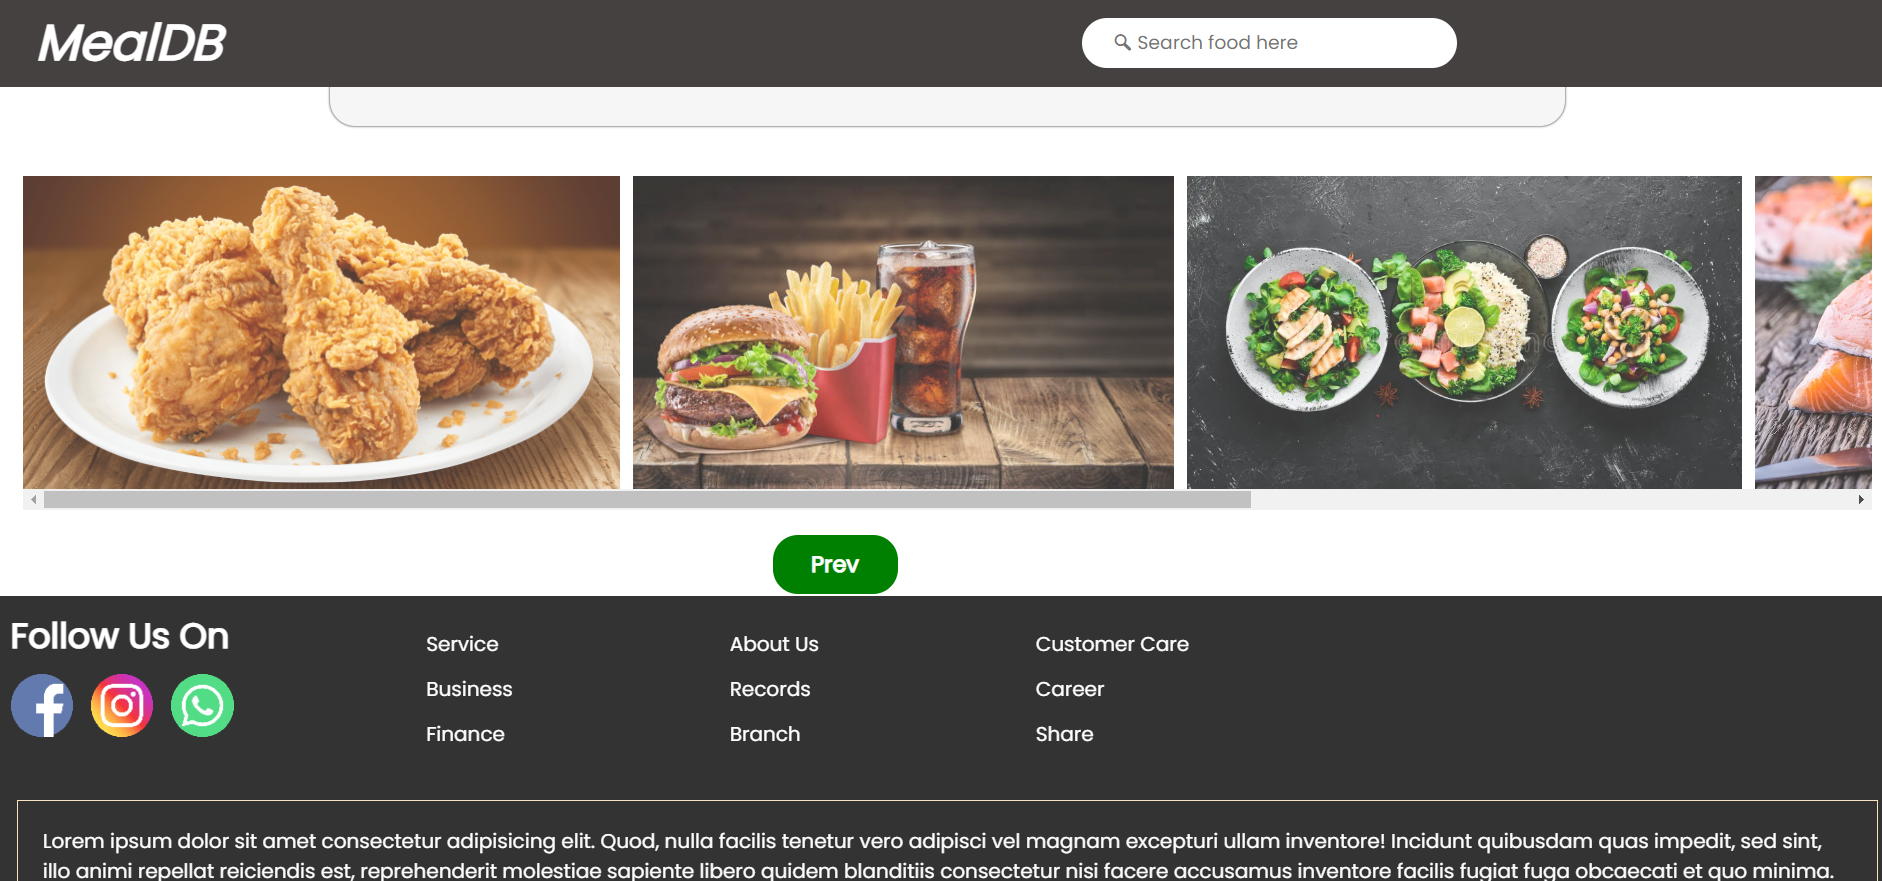 MealDB
Search food here
Prev
Follow Us On
Service
Business
Finance
About Us
Records
Branch
Customer Care
Career
Share
Lorem ipsum dolor sit amet consectetur adipisicing elit. Quod, nulla facilis tenetur vero adipisci vel magnam excepturi ullam inventore! Incidunt quibusdam quas impedit, sed sint,
illo animi repellat reiciendis est, reprehenderit molestiae sapiente libero quidem blanditiis consectetur nisi facere accusamus inventore facilis fugiat fuga obcaecati et quo minima.